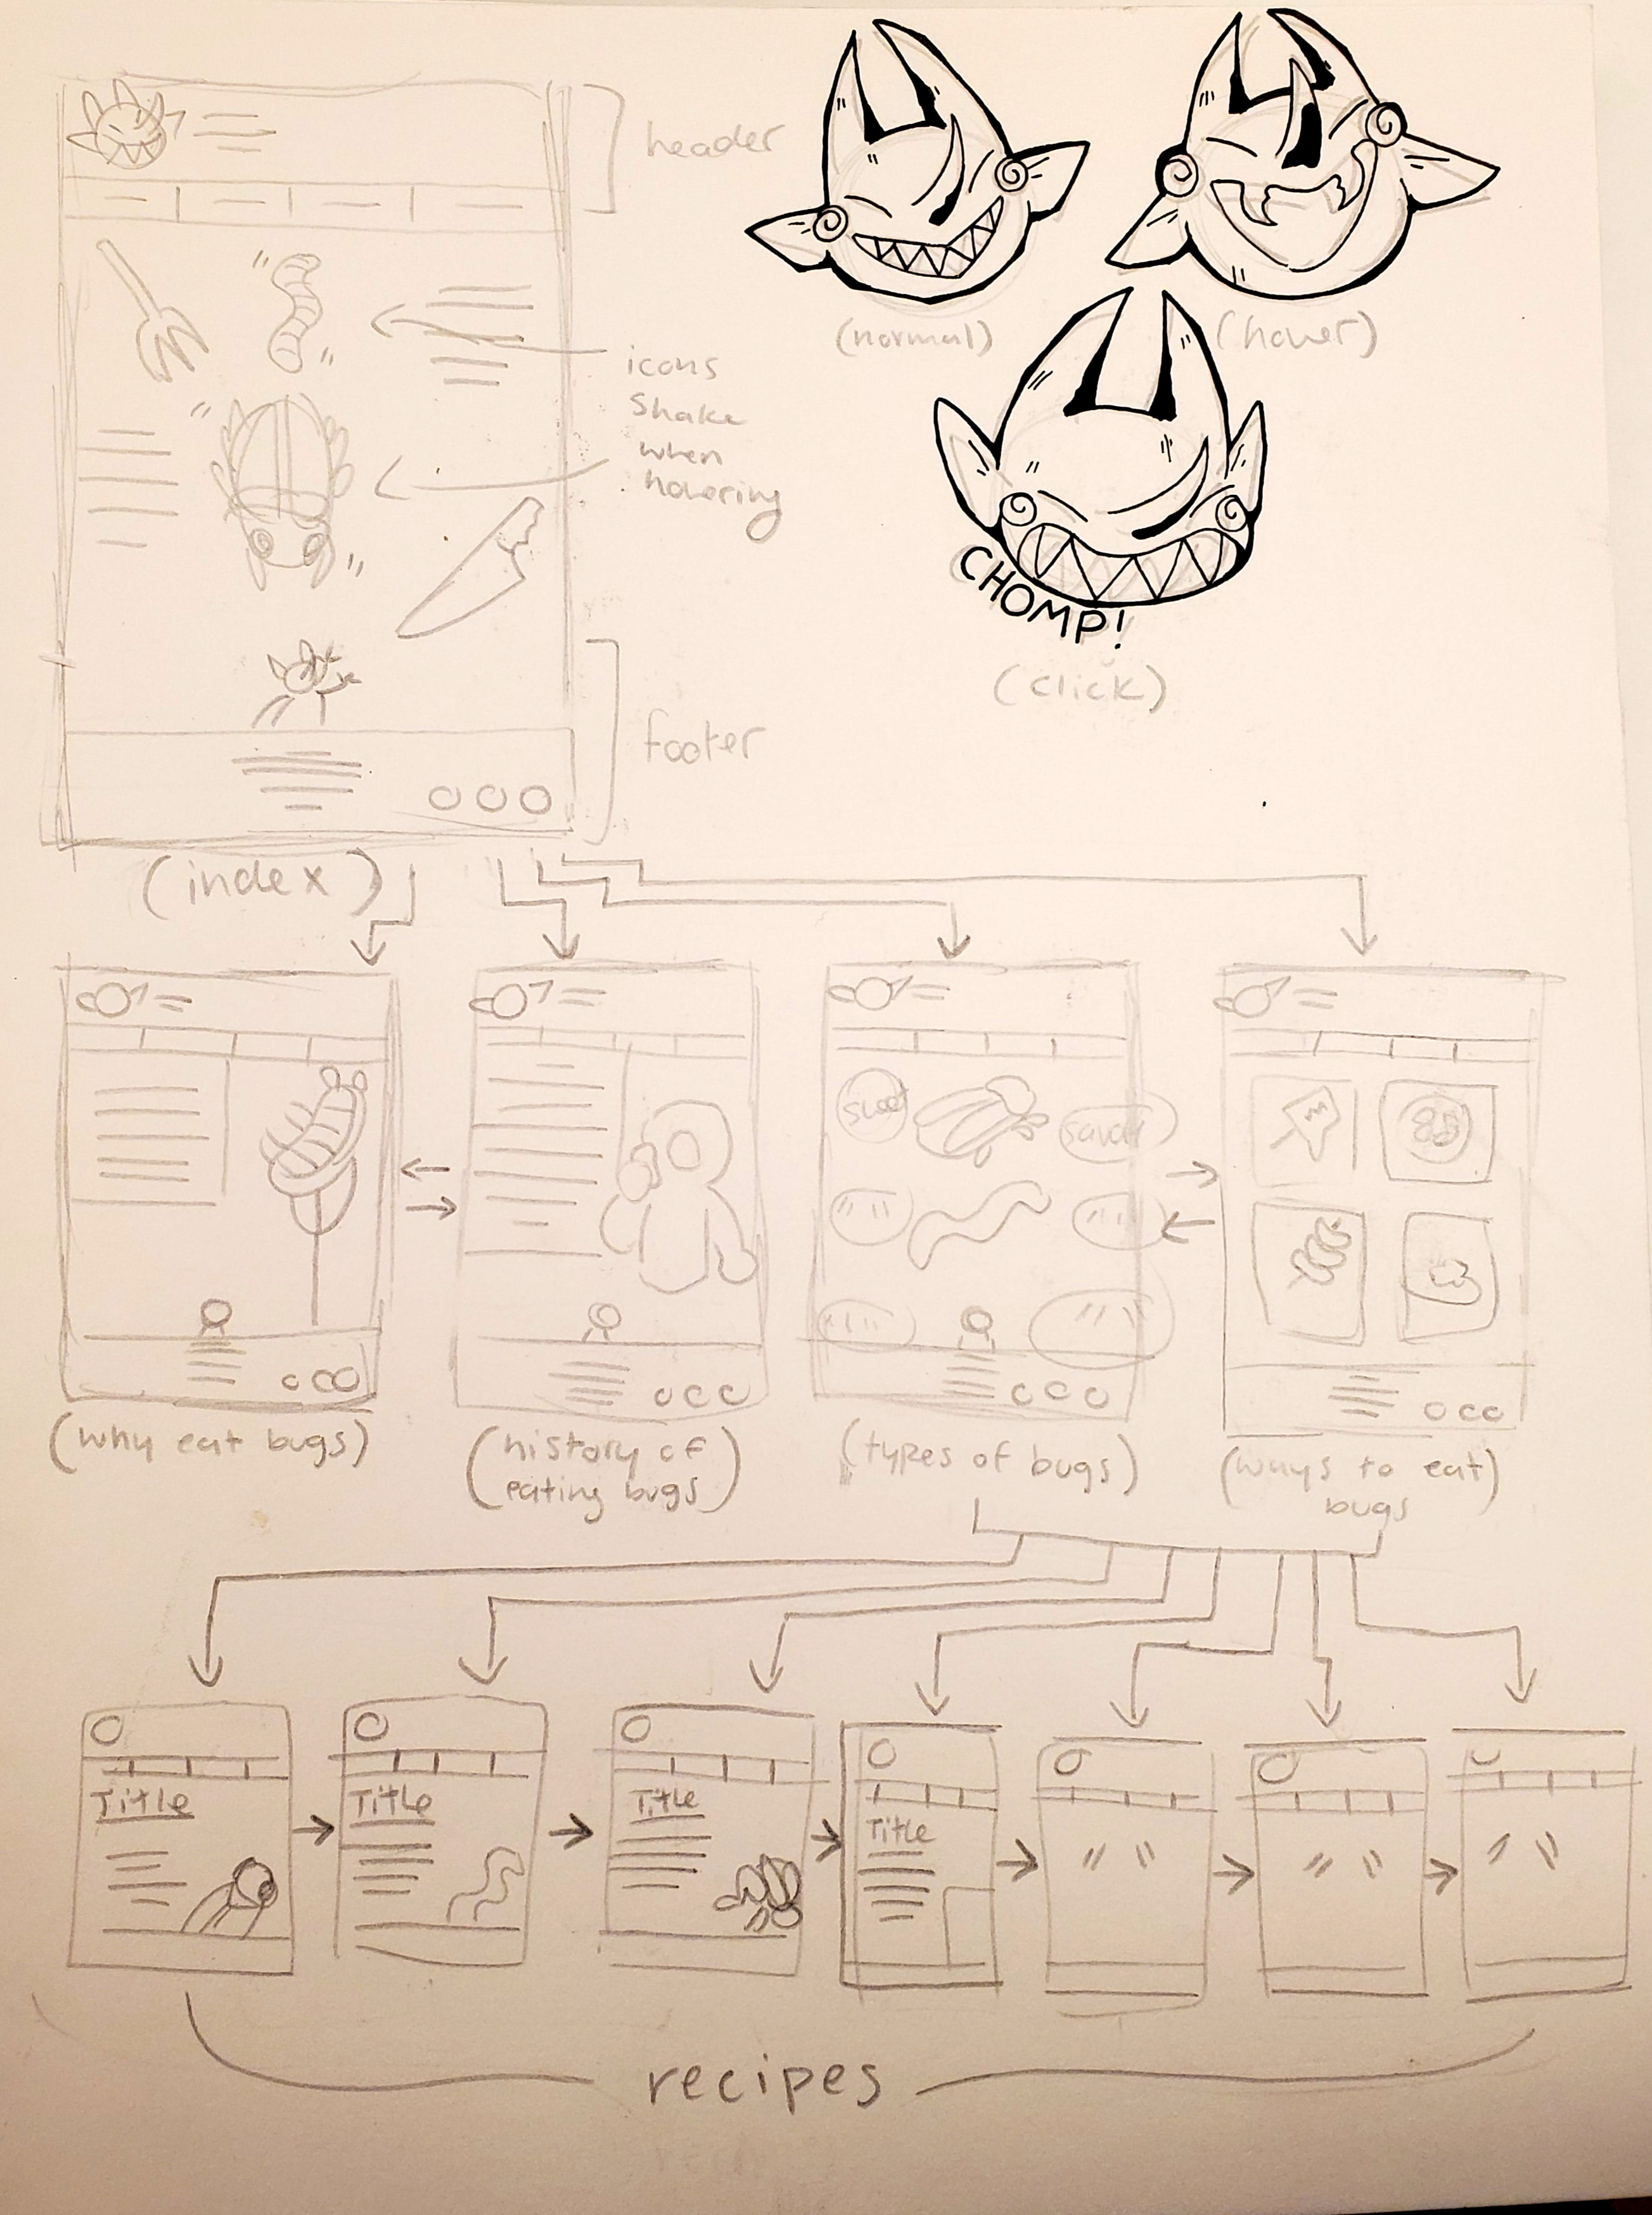 header
(normal)
(hover)
icons
shake
when
hovering
CHOMP!
(click)
footer
(index)
sweet
savory
(why eat bugs)
(history of
eating bugs)
(types of bugs)
(ways to eat)
bugs
Title
Title
Title
Title
recipes